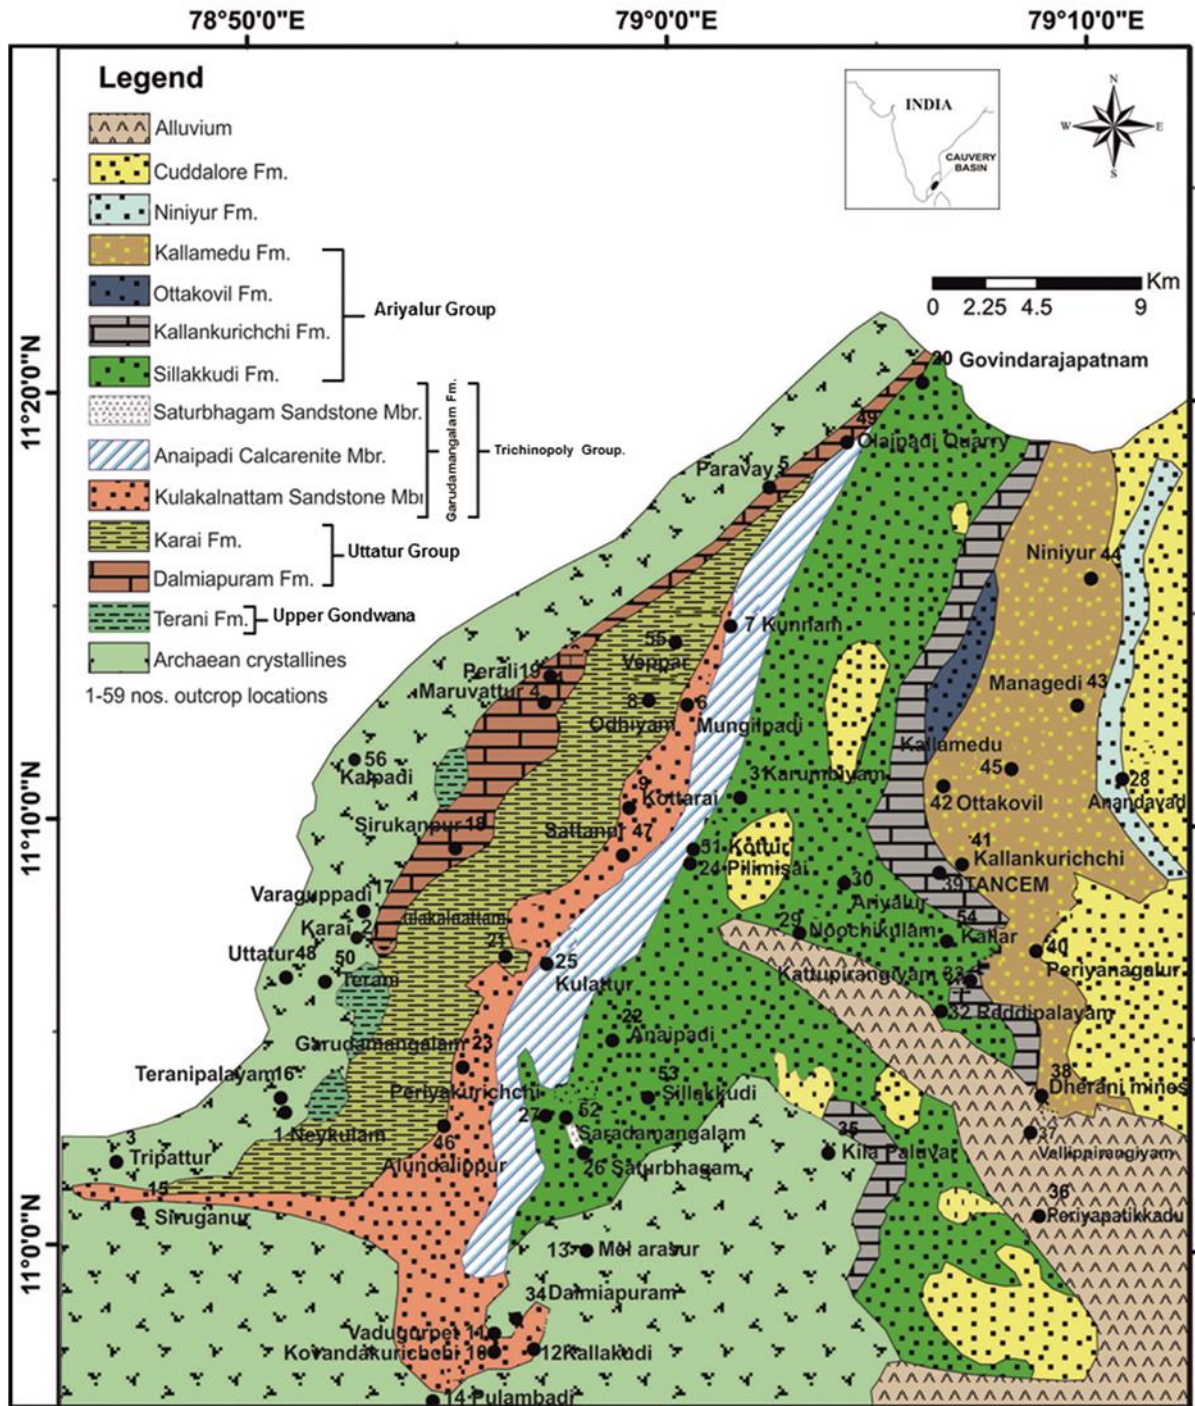 78°50'0"E
79°0'0"E
79°10'0"E
Legend
Alluvium
Cuddalore Fm.
Niniyur Fm.
Kallamedu Fm.
Ottakovil Fm.
Kallankurichchi Fm.
Sillakkudi Fm.
Ariyalur Group
Saturbhagam Sandstone Mbr.
Anaipadi Calcarenite Mbr.
Kulakalnattam Sandstone Mbr
Garudamangalam Fm.
Trichinopoly Group.
Karai Fm.
Dalmiapuram Fm.
Uttatur Group
Terani Fm.
Upper Gondwana
Archaean crystallines
1-59 nos. outcrop locations
INDIA
CAUVERY
BASIN
N
W
E
S
Km
0 2.25 4.5 9
11°20'0"N
11°10'0"N
11°0'0"N
20 Govindarajapatnam
49
Olaipadi Quarry
Paravay 5
Niniyur 44
7 Kunnam
55
Veppar
Perali 19
Maruvattur 4
8
Odhiyam
6
Mungilpadi
Managedi 43
Kallamedu
45
56
Kalpadi
31 Karumbiyam
9
Kottarai
42 Ottakovil
28
Anandavad
Sirukanpur 18
Sattanur 47
51 Kottur
24 Pilimisai
41
Kallankurichchi
39 TANCEM
Varaguppadi 17
30
Ariyalur
Karai 2
ulakalnattam
21
29 Noochikulam
54
Kallar
Uttatur 48
50
Terani
25
Kulattur
Kattupirangiyam 33
40
Periyanagalur
22
Anaipadi
32 Reddipalayam
Garudamangalam 23
Teranipalayam 16
Periyakurichchi
27
53
Sillakkudi
38
Dherani mines
52
Saradamangalam
1 Neykulam
46
Alundalippur
26 Saturbhagam
35
Kila Paluvar
37
Vellippirangiyam
3
Tripattur
15
Siruganur
36
Periyapatikkadu
13
Mel arasur
34 Dalmiapuram
Vadugurpet 11
Kovandakurichchi 10
12 Kallakudi
14 Pulambadi